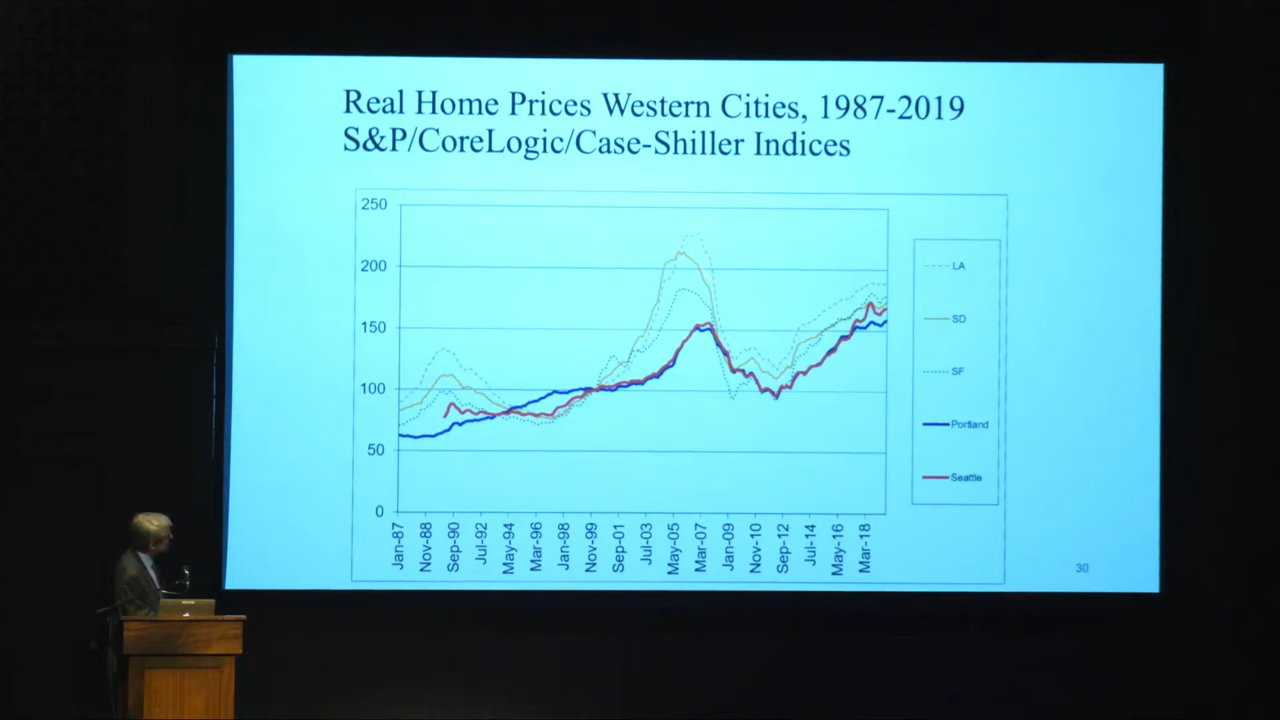 Real Home Prices Western Cities, 1987-2019
S&P/CoreLogic/Case-Shiller Indices
250
200
150
100
50
0
Jan-87
Nov-88
Sep-90
Jul-92
May-94
Mar-96
Jan-98
Nov-99
Sep-01
Jul-03
May-05
Mar-07
Jan-09
Nov-10
Sep-12
Jul-14
May-16
Mar-18
LA
SD
SF
Portland
Seattle
30